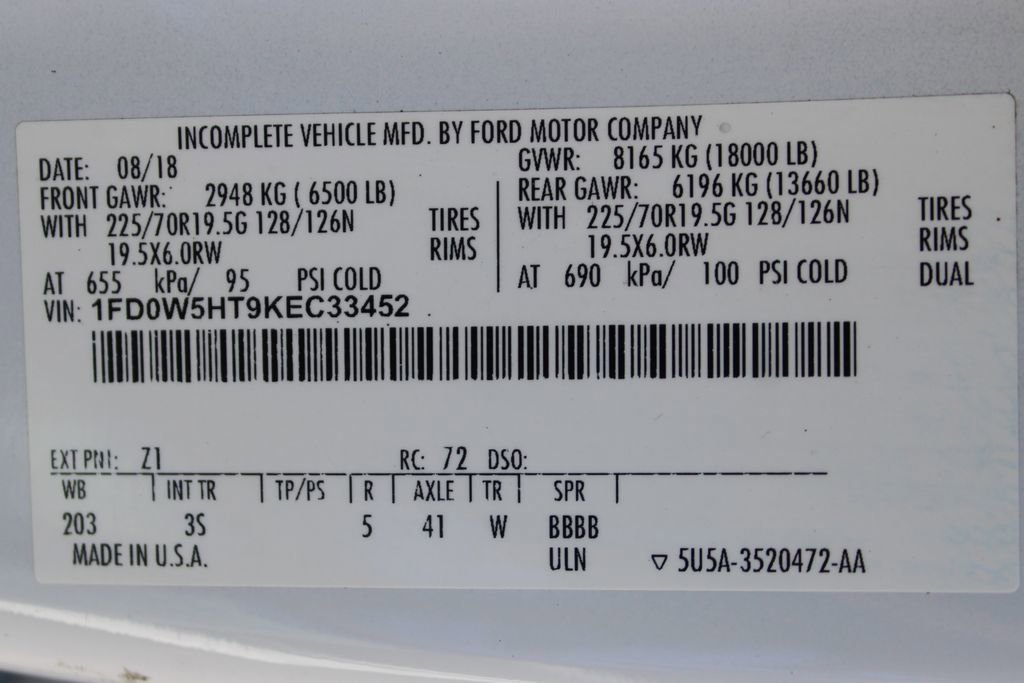 INCOMPLETE VEHICLE MFD. BY FORD MOTOR COMPANY
DATE: 08/18 GVWR: 8165 KG (18000 LB)
FRONT GAWR: 2948 KG ( 6500 LB) REAR GAWR: 6196 KG (13660 LB)
WITH 225/70R19.5G 128/126N TIRES WITH 225/70R19.5G 128/126N TIRES
19.5X6.0RW RIMS 19.5X6.0RW RIMS
AT 655 kPa/ 95 PSI COLD AT 690 kPa/ 100 PSI COLD DUAL
VIN: 1FD0W5HT9KEC33452
EXT PNT: Z1 RC: 72 DSO:
WB INT TR TP/PS R AXLE TR SPR
203 3S 5 41 W BBBB
MADE IN U.S.A. ULN ▽ 5U5A-3520472-AA